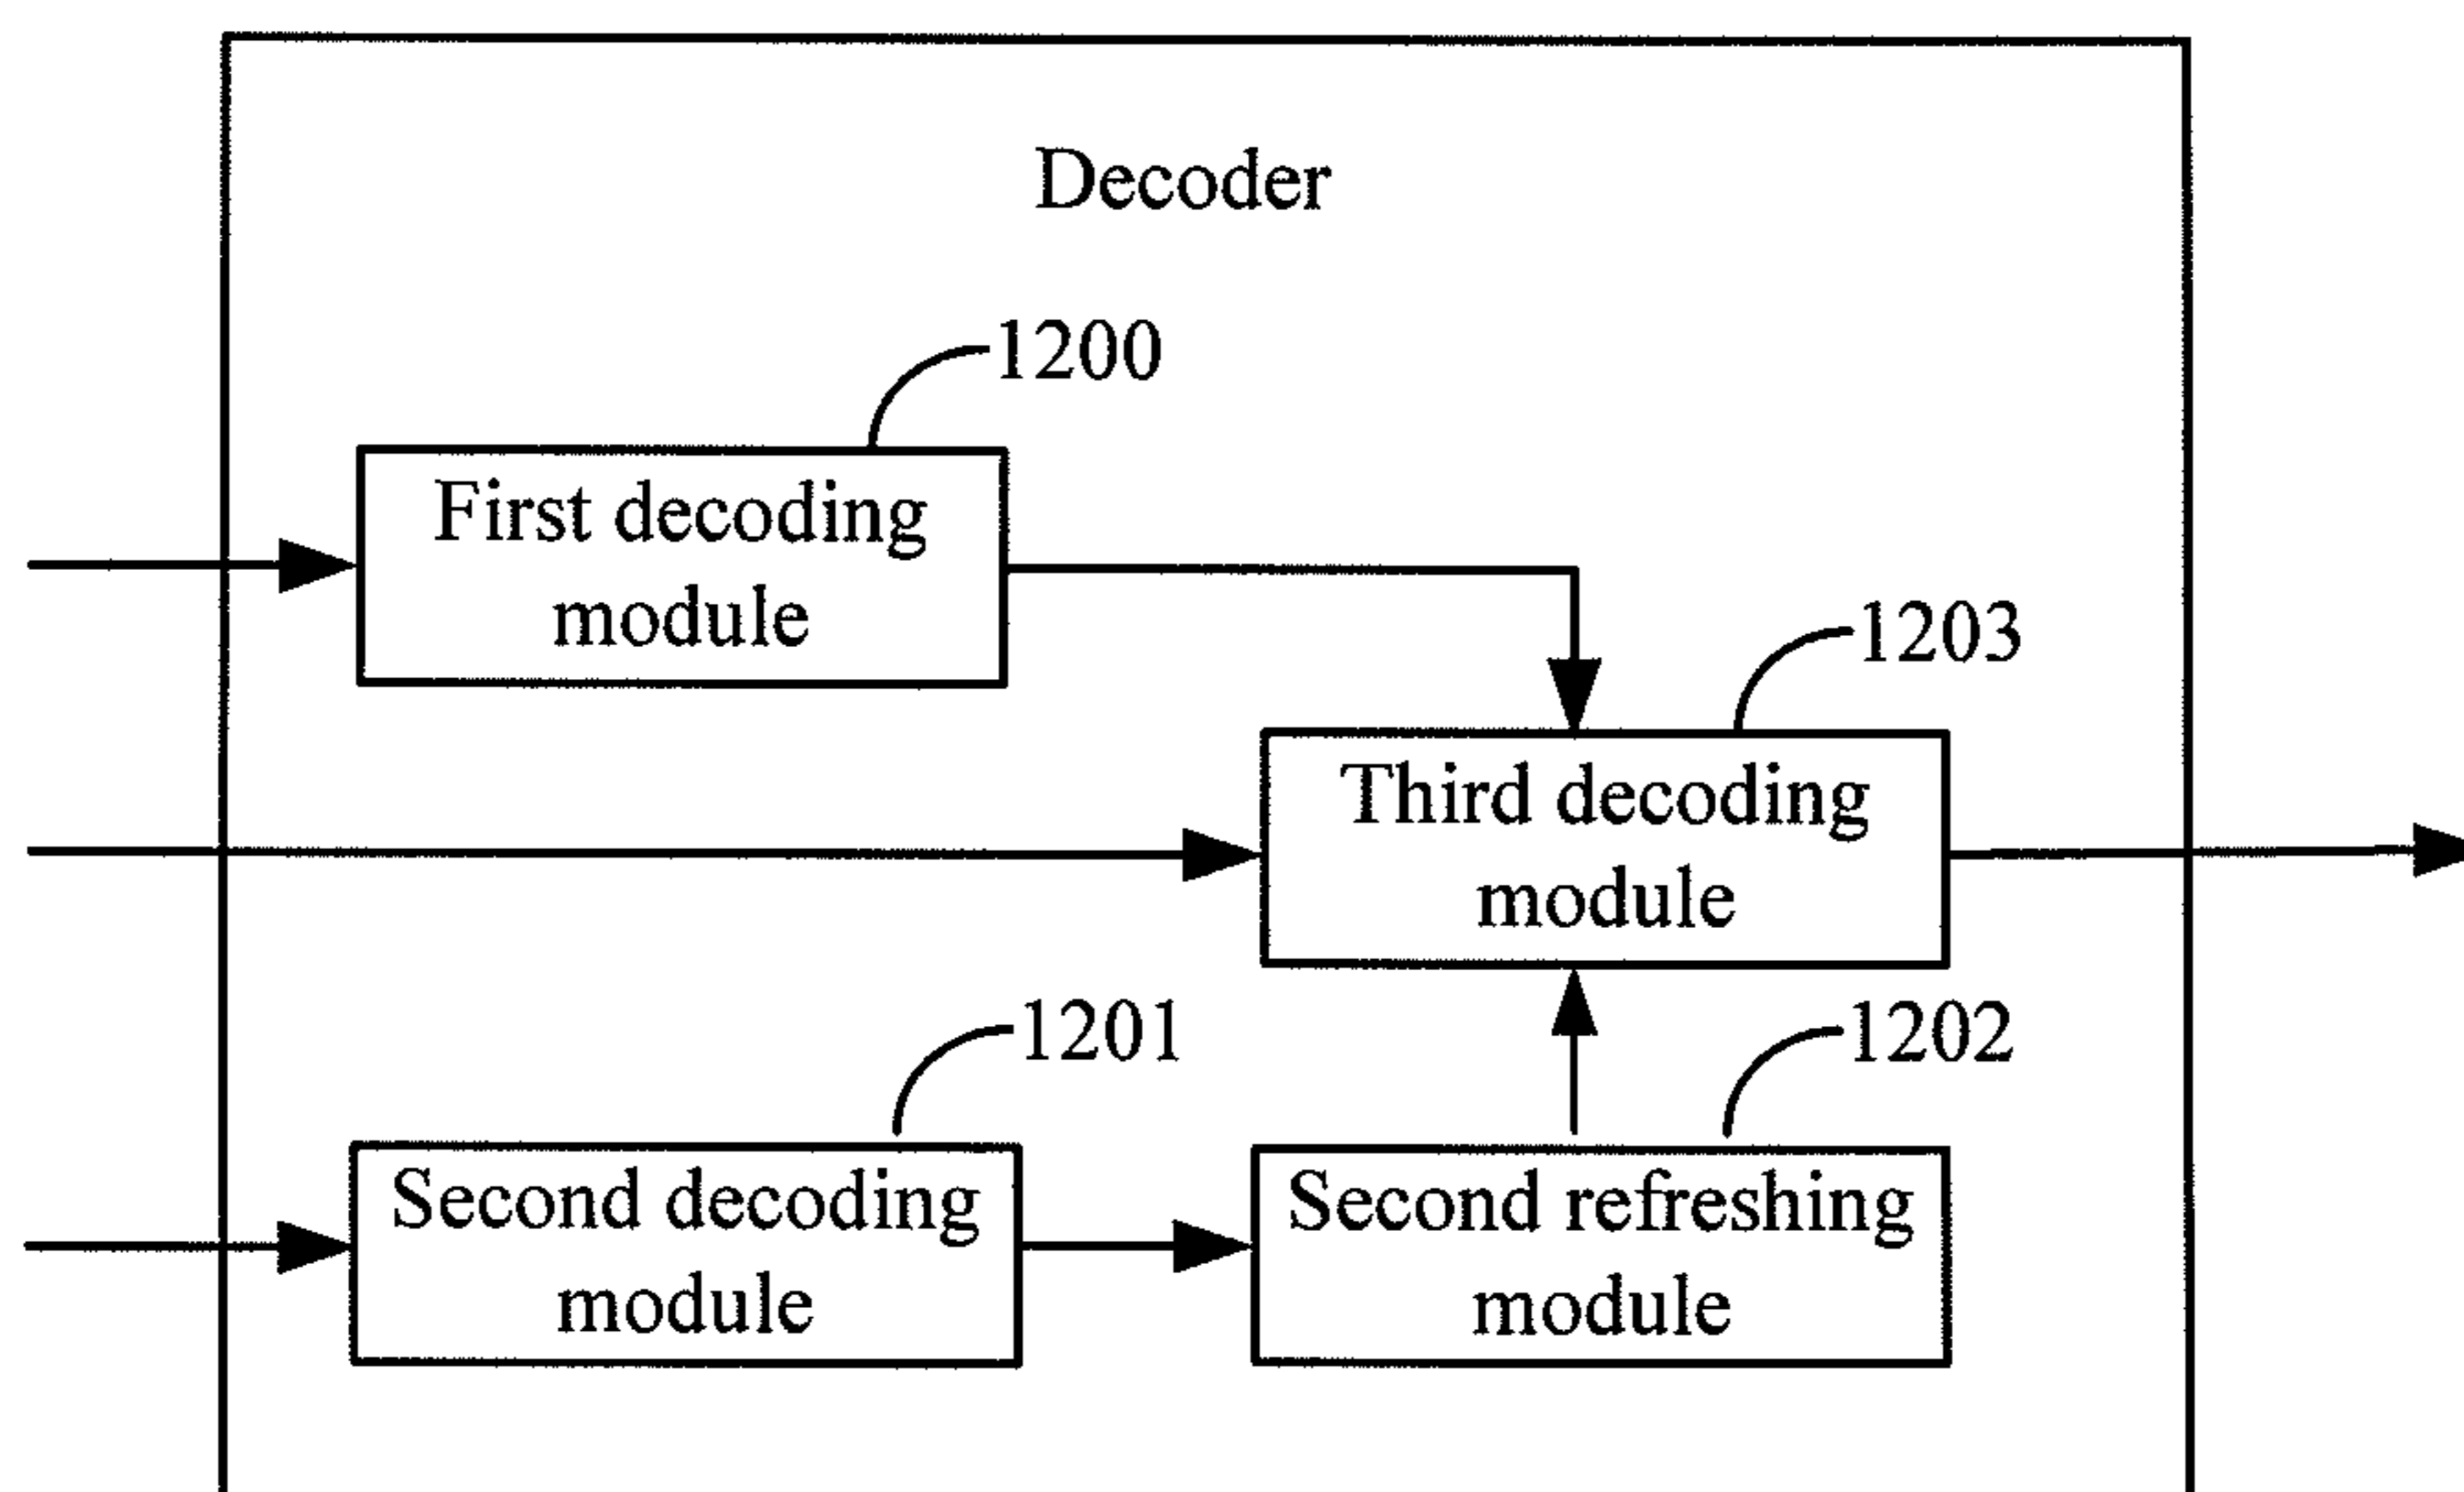 Decoder
1200
First decoding
module
1203
Third decoding
module
1201
1202
Second decoding
module
Second refreshing
module